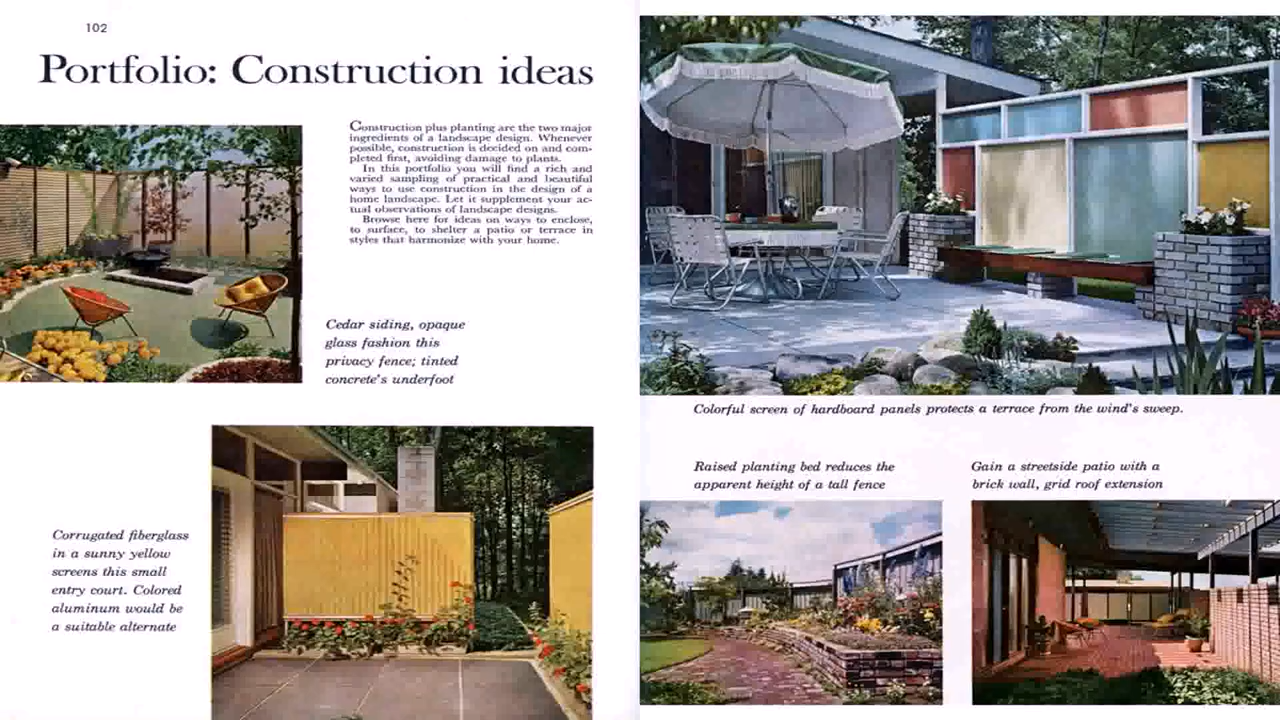 102
Portfolio: Construction ideas
Construction plus planting are the two major
ingredients of a landscape design. Whenever
possible, construction is decided on and com-
pleted first, avoiding damage to plants.
In this portfolio you will find a rich and
varied sampling of practical and beautiful
ways to use construction in the design of a
home landscape. Let it supplement your ac-
tual observations of landscape designs.
Browse here for ideas on ways to enclose,
to surface, to shelter a patio or terrace in
styles that harmonize with your home.
Cedar siding, opaque
glass fashion this
privacy fence; tinted
concrete's underfoot
Corrugated fiberglass
in a sunny yellow
screens this small
entry court. Colored
aluminum would be
a suitable alternate
Colorful screen of hardboard panels protects a terrace from the wind's sweep.
Raised planting bed reduces the
apparent height of a tall fence
Gain a streetside patio with a
brick wall, grid roof extension